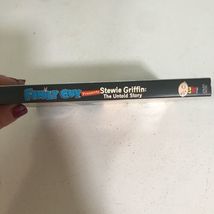 FAMILY GUY Presents Stewie Griffin:
The Untold Story